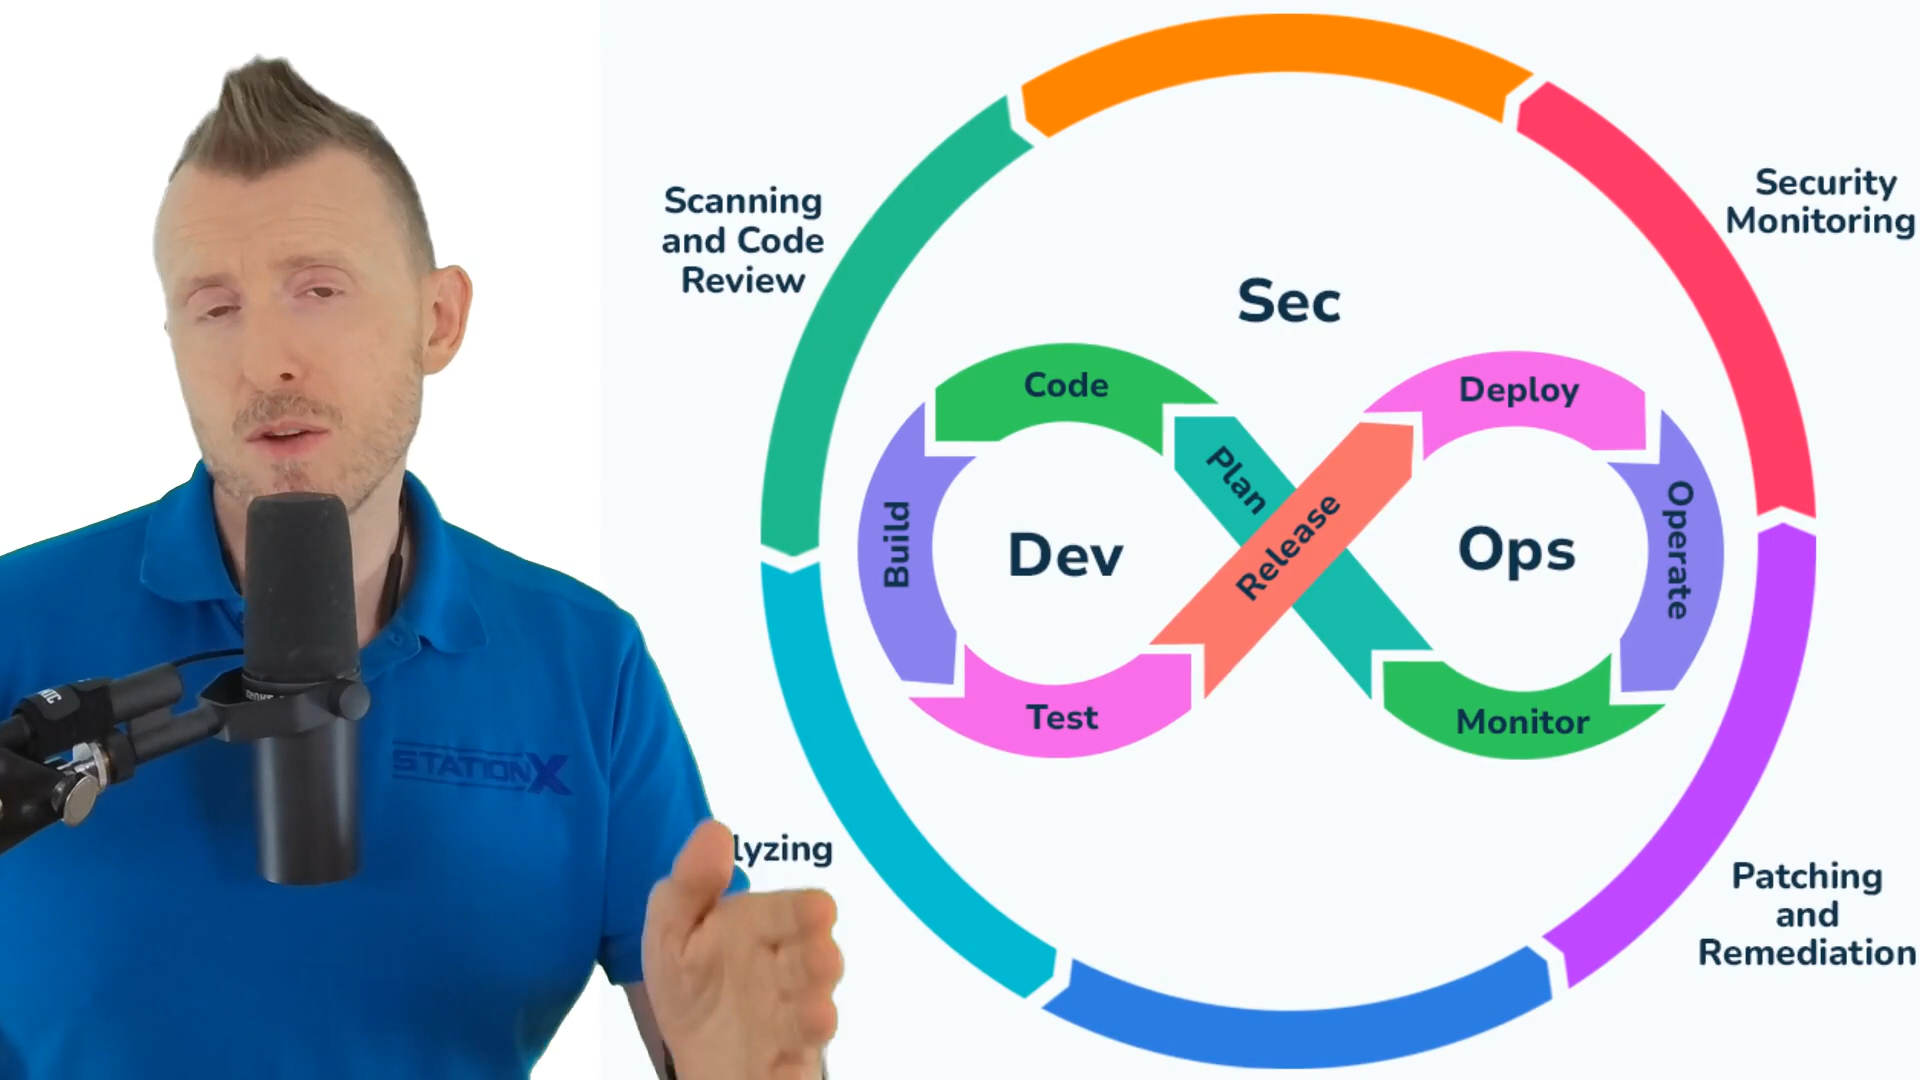 Scanning
and Code
Review
Security
Monitoring
Sec
Code
Deploy
Plan
Release
Build
Dev
Ops
Operate
Test
Monitor
STATIONX
lyzing
Patching
and
Remediation